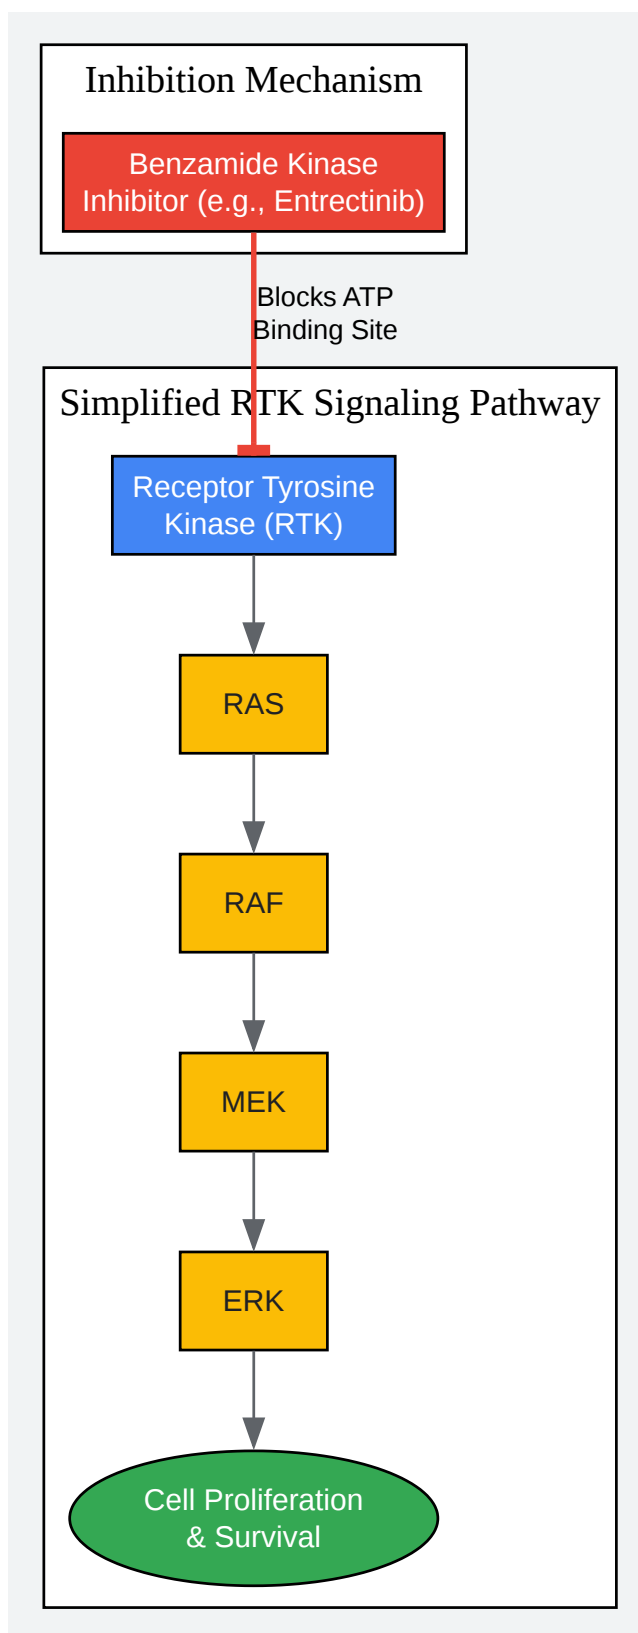 Inhibition Mechanism
Benzamide Kinase
Inhibitor (e.g., Entrectinib)
Blocks ATP
Binding Site
Simplified RTK Signaling Pathway
Receptor Tyrosine
Kinase (RTK)
RAS
RAF
MEK
ERK
Cell Proliferation
& Survival